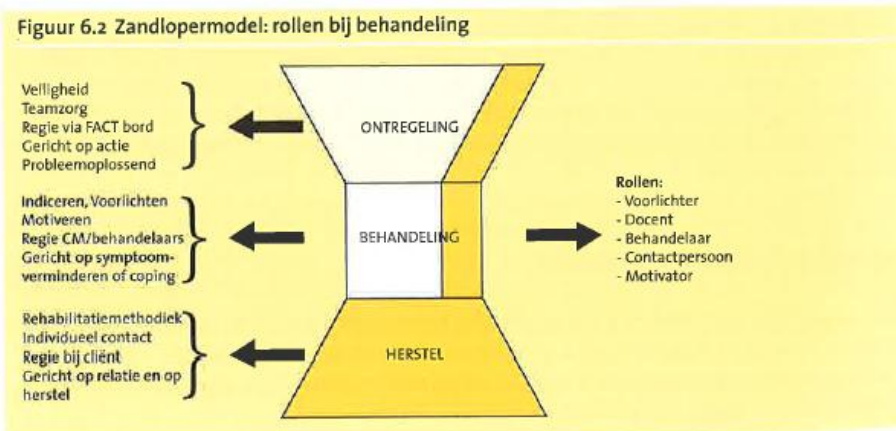 Figuur 6.2 Zandlopermodel: rollen bij behandeling
Veiligheid
Teamzorg
Regie via FACT bord
Gericht op actie
Probleemoplossend
ONTREGELING
Indiceren, Voorlichten
Motiveren
Regie CM/behandelaars
Gericht op symptoom-
verminderen of coping
BEHANDELING
Rollen:
- Voorlichter
- Docent
- Behandelaar
- Contactpersoon
- Motivator
Rehabilitatiemethodiek
Individueel contact
Regie bij cliënt
Gericht op relatie en op
herstel
HERSTEL